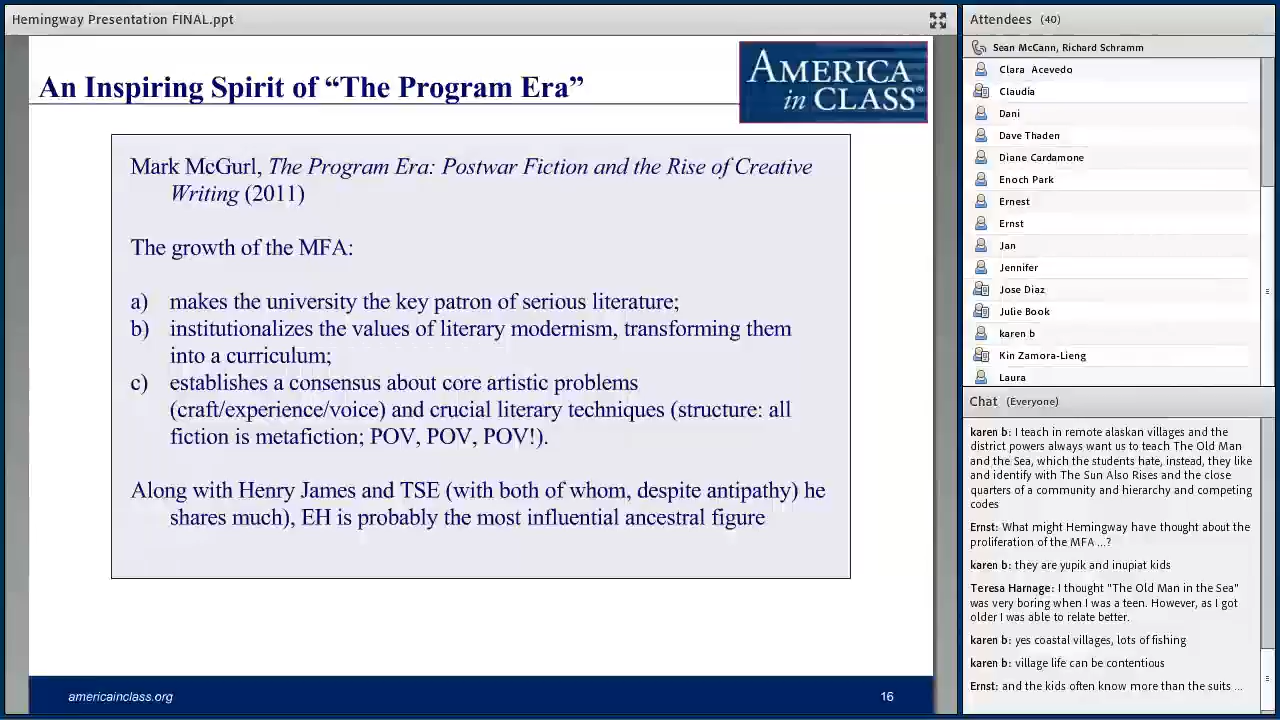 Hemingway Presentation FINAL.ppt
An Inspiring Spirit of “The Program Era”
AMERICA
in CLASS®
Mark McGurl, The Program Era: Postwar Fiction and the Rise of Creative
Writing (2011)
The growth of the MFA:
a) makes the university the key patron of serious literature;
b) institutionalizes the values of literary modernism, transforming them
into a curriculum;
c) establishes a consensus about core artistic problems
(craft/experience/voice) and crucial literary techniques (structure: all
fiction is metafiction; POV, POV, POV!).
Along with Henry James and TSE (with both of whom, despite antipathy) he
shares much), EH is probably the most influential ancestral figure
americainclass.org
16
Attendees (40)
Sean McCann, Richard Schramm
Clara Acevedo
Claudia
Dani
Dave Thaden
Diane Cardamone
Enoch Park
Ernest
Ernst
Jan
Jennifer
Jose Diaz
Julie Book
karen b
Kin Zamora-Lieng
Laura
Chat (Everyone)
karen b: I teach in remote alaskan villages and the
district powers always want us to teach The Old Man
and the Sea, which the students hate, instead, they like
and identify with The Sun Also Rises and the close
quarters of a community and hierarchy and competing
codes
Ernst: What might Hemingway have thought about the
proliferation of the MFA ...?
karen b: they are yupik and inupiat kids
Teresa Harnage: I thought "The Old Man in the Sea"
was very boring when I was a teen. However, as I got
older I was able to relate better.
karen b: yes coastal villages, lots of fishing
karen b: village life can be contentious
Ernst: and the kids often know more than the suits ...